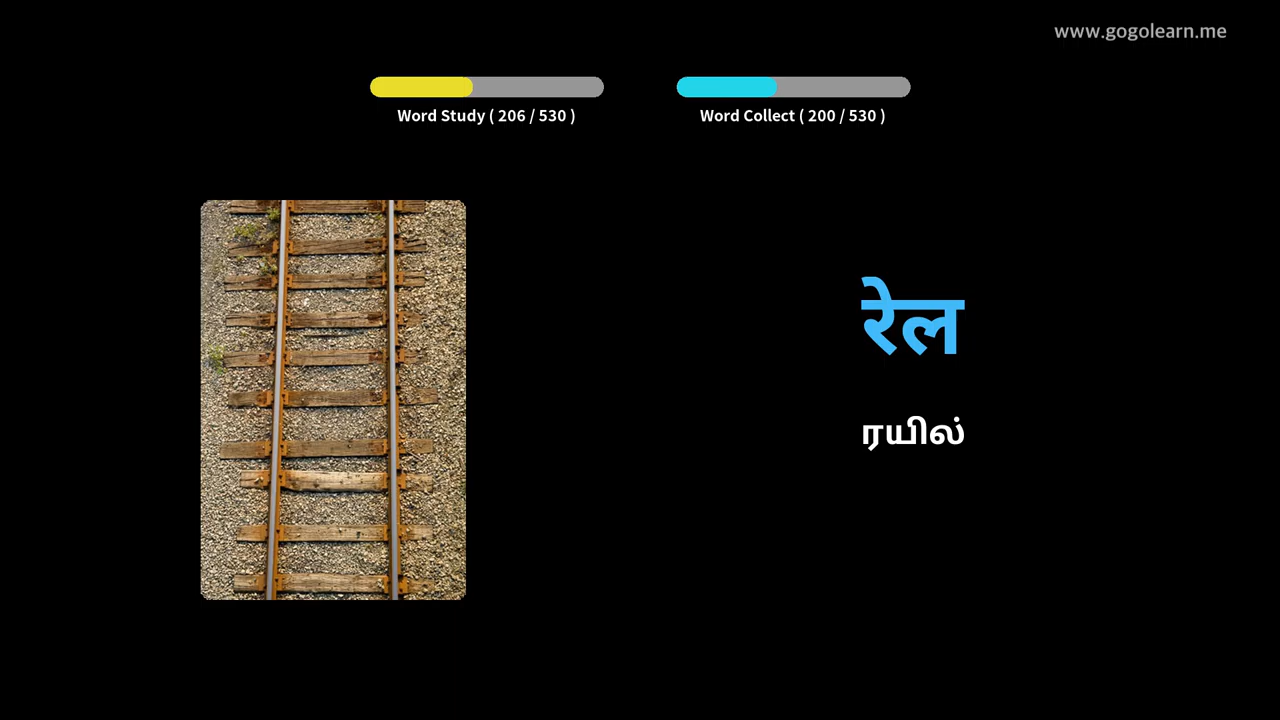 www.gogolearn.me
Word Study ( 206 / 530 )
Word Collect ( 200 / 530 )
रेल
ரயில்